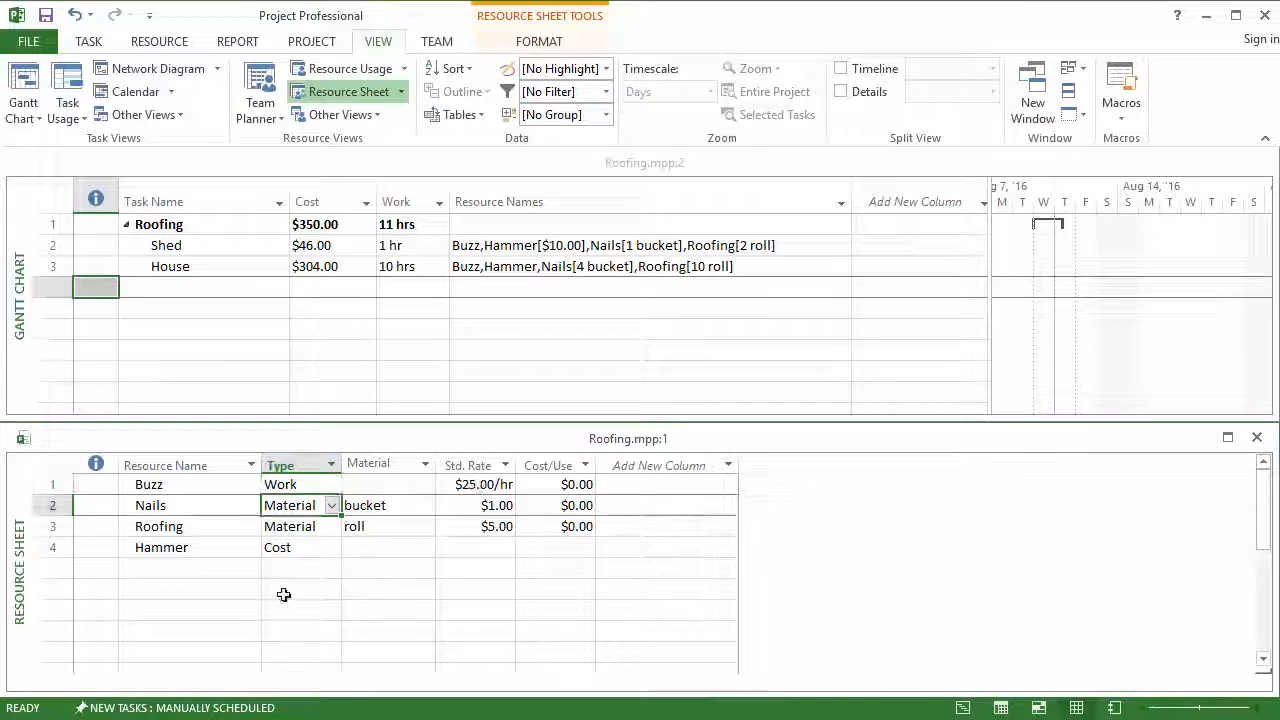 Project Professional
RESOURCE SHEET TOOLS
?
FILE TASK RESOURCE REPORT PROJECT VIEW TEAM FORMAT Sign in
Gantt Chart
Task Usage
Network Diagram
Calendar
Other Views
Task Views
Team Planner
Resource Usage
Resource Sheet
Other Views
Resource Views
Sort
Outline
Tables
[No Highlight]
[No Filter]
[No Group]
Data
Timescale:
Days
Zoom
Entire Project
Selected Tasks
Zoom
Timeline
Details
Split View
New Window
Window
Macros
Macros
Roofing.mpp:2
GANTT CHART
Task Name Cost Work Resource Names Add New Column
g 7, '16 Aug 14, '16 A
M T W T F S S M T W T F S
1 Roofing $350.00 11 hrs
2 Shed $46.00 1 hr Buzz,Hammer[$10.00],Nails[1 bucket],Roofing[2 roll]
3 House $304.00 10 hrs Buzz,Hammer,Nails[4 bucket],Roofing[10 roll]
Roofing.mpp:1
RESOURCE SHEET
Resource Name Type Material Std. Rate Cost/Use Add New Column
1 Buzz Work $25.00/hr $0.00
2 Nails Material bucket $1.00 $0.00
3 Roofing Material roll $5.00 $0.00
4 Hammer Cost
READY NEW TASKS : MANUALLY SCHEDULED